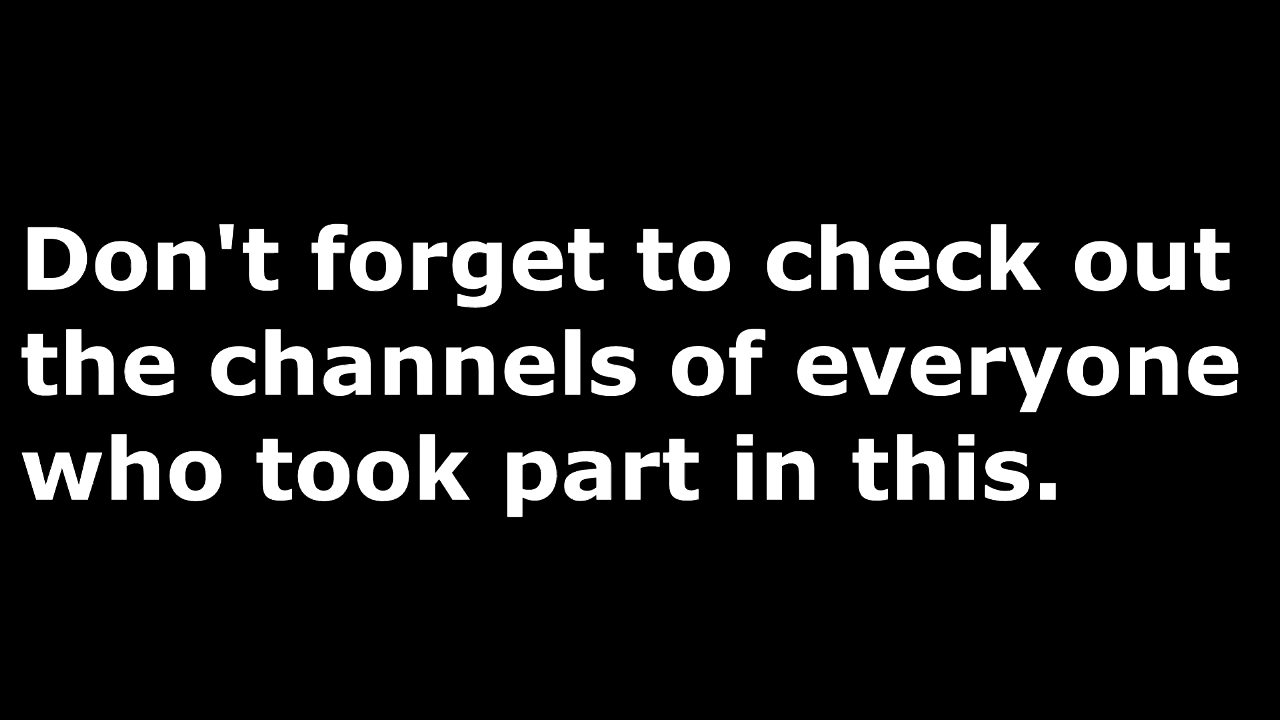 Don't forget to check out
the channels of everyone
who took part in this.